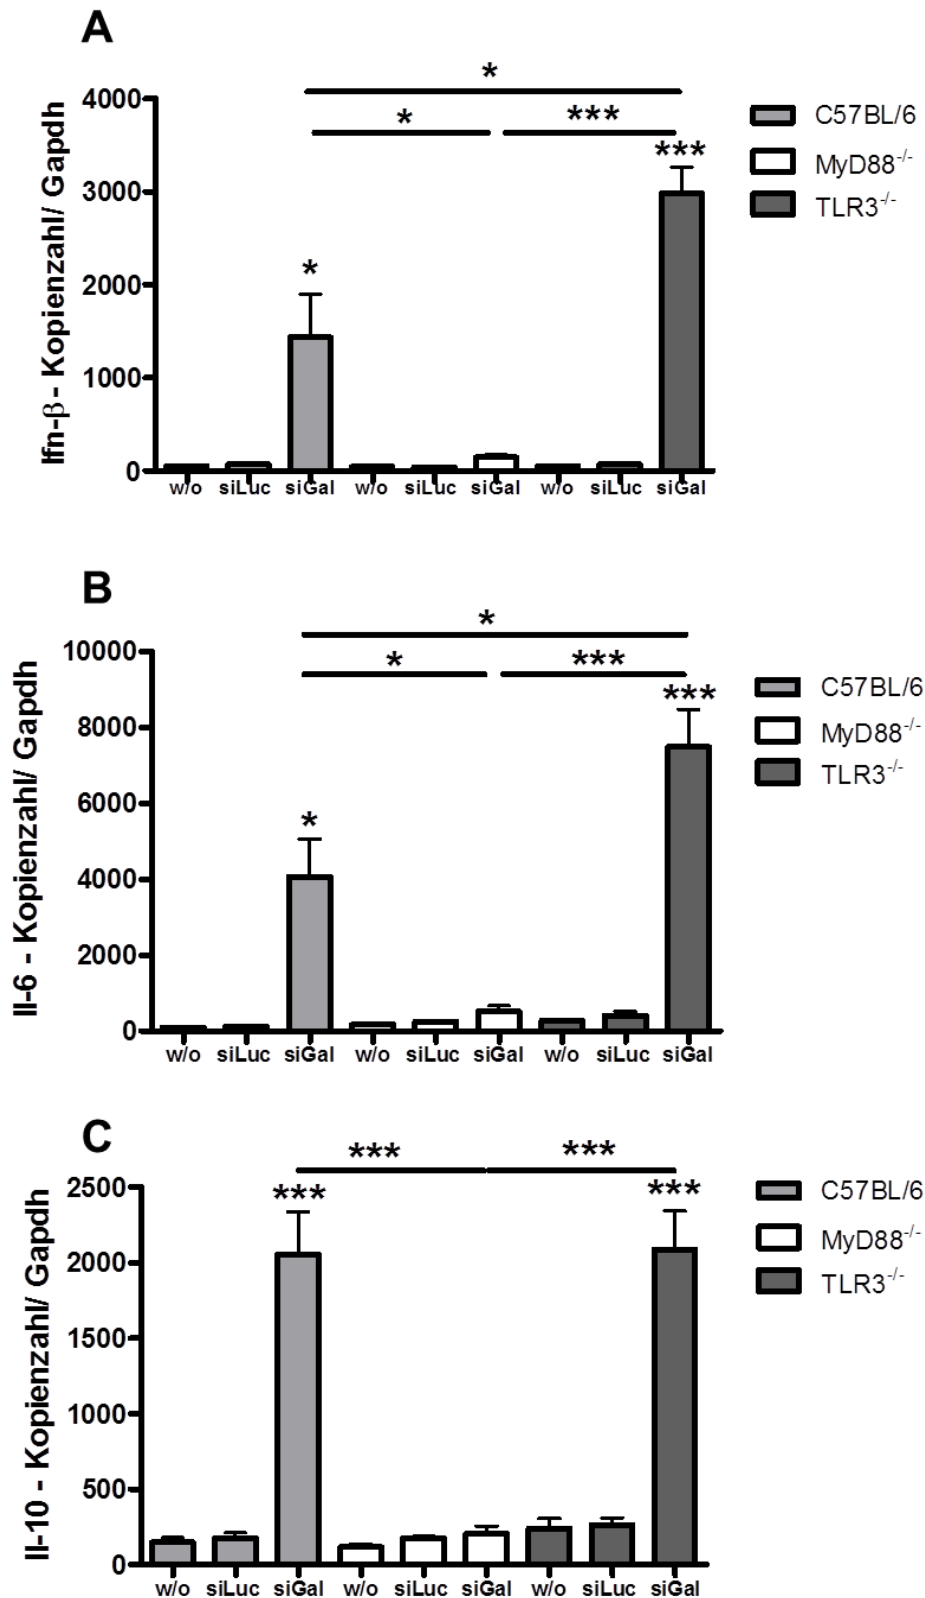 A
*
* ***
4000
3000
2000
1000
0
Ifn-β - Kopienzahl/ Gapdh
*
***
w/o siLuc siGal w/o siLuc siGal w/o siLuc siGal
C57BL/6
MyD88-/-
TLR3-/-
B
*
* ***
10000
8000
6000
4000
2000
0
Il-6 - Kopienzahl/ Gapdh
*
***
w/o siLuc siGal w/o siLuc siGal w/o siLuc siGal
C57BL/6
MyD88-/-
TLR3-/-
C
*** ***
2500
2000
1500
1000
500
0
Il-10 - Kopienzahl/ Gapdh
*** ***
w/o siLuc siGal w/o siLuc siGal w/o siLuc siGal
C57BL/6
MyD88-/-
TLR3-/-